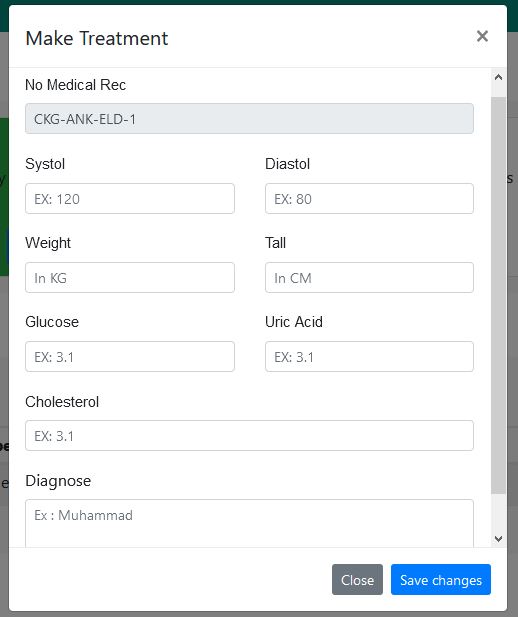 Make Treatment ×
No Medical Rec
CKG-ANK-ELD-1
Systol Diastol
EX: 120 EX: 80
Weight Tall
In KG In CM
Glucose Uric Acid
EX: 3.1 EX: 3.1
Cholesterol
EX: 3.1
Diagnose
Ex : Muhammad
Close Save changes